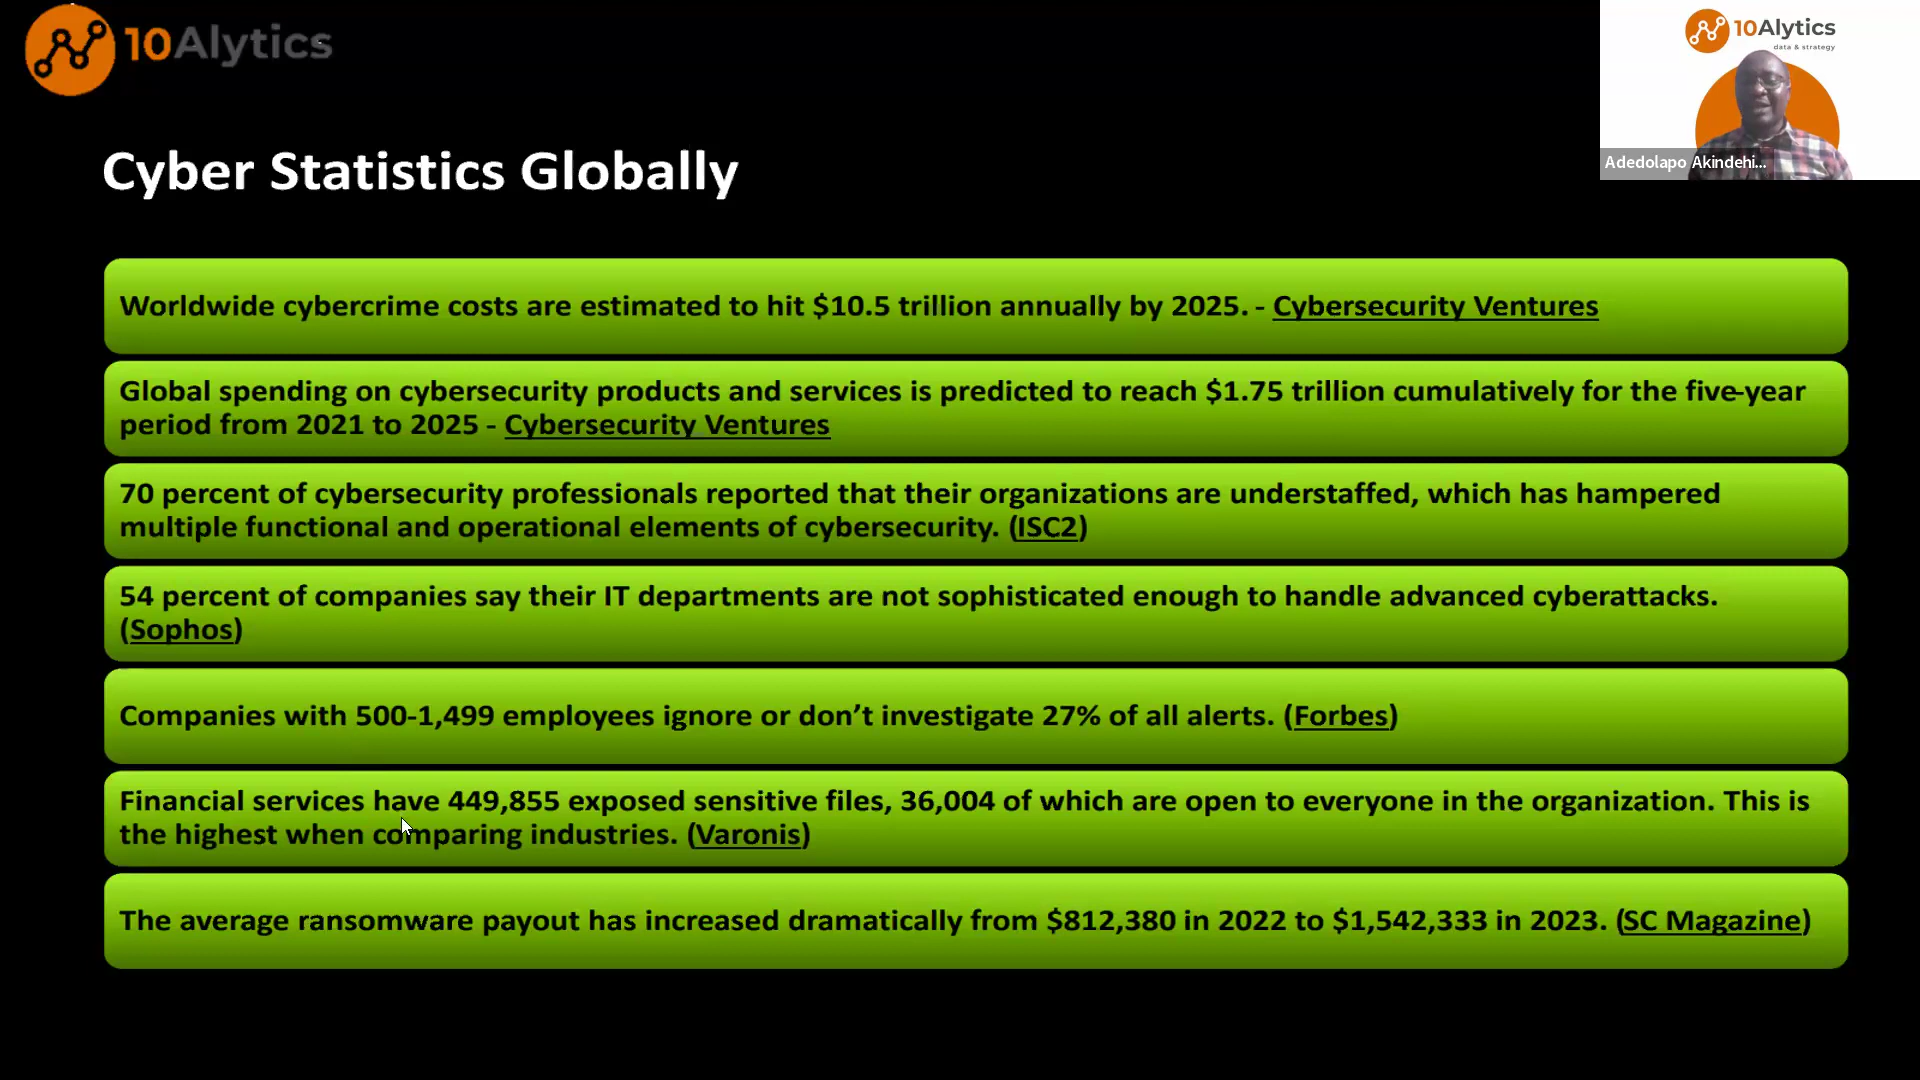 10Alytics
10Alytics
data & strategy
Adedolapo Akindehi...
Cyber Statistics Globally
Worldwide cybercrime costs are estimated to hit $10.5 trillion annually by 2025. - Cybersecurity Ventures
Global spending on cybersecurity products and services is predicted to reach $1.75 trillion cumulatively for the five-year
period from 2021 to 2025 - Cybersecurity Ventures
70 percent of cybersecurity professionals reported that their organizations are understaffed, which has hampered
multiple functional and operational elements of cybersecurity. (ISC2)
54 percent of companies say their IT departments are not sophisticated enough to handle advanced cyberattacks.
(Sophos)
Companies with 500-1,499 employees ignore or don’t investigate 27% of all alerts. (Forbes)
Financial services have 449,855 exposed sensitive files, 36,004 of which are open to everyone in the organization. This is
the highest when comparing industries. (Varonis)
The average ransomware payout has increased dramatically from $812,380 in 2022 to $1,542,333 in 2023. (SC Magazine)